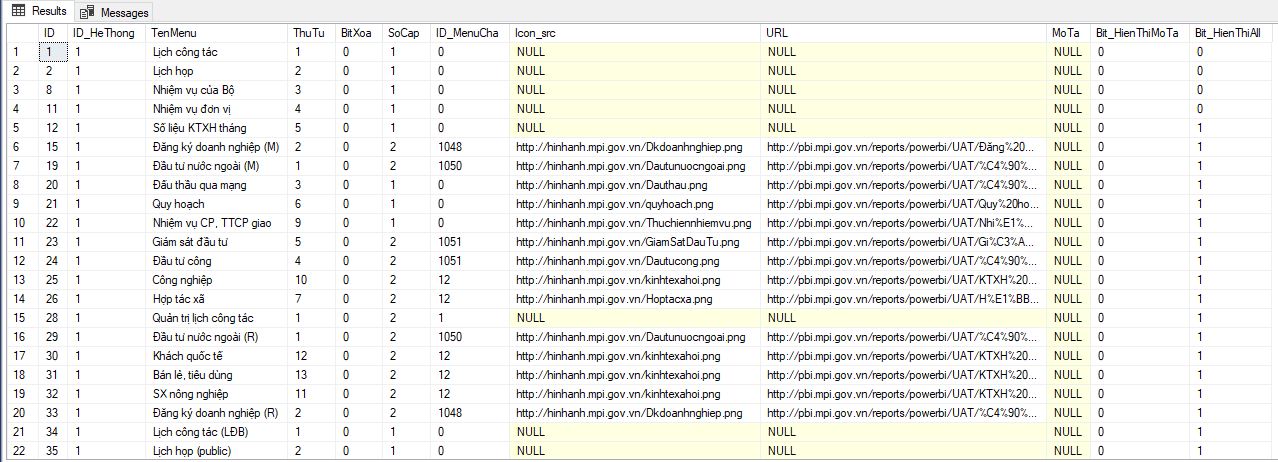 Results Messages
ID ID_HeThong TenMenu ThuTu BitXoa SoCap ID_MenuCha Icon_src URL MoTa Bit_HienThiMoTa Bit_HienThiAll
1 1 1 Lịch công tác 1 0 1 0 NULL NULL NULL 0 0
2 2 1 Lịch họp 2 0 1 0 NULL NULL NULL 0 0
3 8 1 Nhiệm vụ của Bộ 3 0 1 0 NULL NULL NULL 0 0
4 11 1 Nhiệm vụ đơn vị 4 0 1 0 NULL NULL NULL 0 0
5 12 1 Số liệu KTXH tháng 5 0 1 0 NULL NULL NULL 0 1
6 15 1 Đăng ký doanh nghiệp (M) 2 0 2 1048 http://hinhanh.mpi.gov.vn/Dkdoanhnghiep.png http://pbi.mpi.gov.vn/reports/powerbi/UAT/Đăng%20... NULL 0 1
7 19 1 Đầu tư nước ngoài (M) 1 0 2 1050 http://hinhanh.mpi.gov.vn/Dautunuocngoai.png http://pbi.mpi.gov.vn/reports/powerbi/UAT/%C4%90%... NULL 0 1
8 20 1 Đấu thầu qua mạng 3 0 1 0 http://hinhanh.mpi.gov.vn/Dauthau.png http://pbi.mpi.gov.vn/reports/powerbi/UAT/%C4%90%... NULL 0 1
9 21 1 Quy hoạch 6 0 1 0 http://hinhanh.mpi.gov.vn/quyhoach.png http://pbi.mpi.gov.vn/reports/powerbi/UAT/Quy%20ho... NULL 0 1
10 22 1 Nhiệm vụ CP, TTCP giao 9 0 1 0 http://hinhanh.mpi.gov.vn/Thuchiennhiemvu.png http://pbi.mpi.gov.vn/reports/powerbi/UAT/Nhi%E1%... NULL 0 1
11 23 1 Giám sát đầu tư 5 0 2 1051 http://hinhanh.mpi.gov.vn/GiamSatDauTu.png http://pbi.mpi.gov.vn/reports/powerbi/UAT/Gi%C3%A... NULL 0 1
12 24 1 Đầu tư công 4 0 2 1051 http://hinhanh.mpi.gov.vn/Dautucong.png http://pbi.mpi.gov.vn/reports/powerbi/UAT/%C4%90%... NULL 0 1
13 25 1 Công nghiệp 10 0 2 12 http://hinhanh.mpi.gov.vn/kinhtexahoi.png http://pbi.mpi.gov.vn/reports/powerbi/UAT/KTXH%20... NULL 0 1
14 26 1 Hợp tác xã 7 0 2 12 http://hinhanh.mpi.gov.vn/Hoptacxa.png http://pbi.mpi.gov.vn/reports/powerbi/UAT/H%E1%BB... NULL 0 1
15 28 1 Quản trị lịch công tác 1 0 2 1 NULL NULL NULL 0 1
16 29 1 Đầu tư nước ngoài (R) 1 0 2 1050 http://hinhanh.mpi.gov.vn/Dautunuocngoai.png http://pbi.mpi.gov.vn/reports/powerbi/UAT/%C4%90%... NULL 0 1
17 30 1 Khách quốc tế 12 0 2 12 http://hinhanh.mpi.gov.vn/kinhtexahoi.png http://pbi.mpi.gov.vn/reports/powerbi/UAT/KTXH%20... NULL 0 1
18 31 1 Bán lẻ, tiêu dùng 13 0 2 12 http://hinhanh.mpi.gov.vn/kinhtexahoi.png http://pbi.mpi.gov.vn/reports/powerbi/UAT/KTXH%20... NULL 0 1
19 32 1 SX nông nghiệp 11 0 2 12 http://hinhanh.mpi.gov.vn/kinhtexahoi.png http://pbi.mpi.gov.vn/reports/powerbi/UAT/KTXH%20... NULL 0 1
20 33 1 Đăng ký doanh nghiệp (R) 2 0 2 1048 http://hinhanh.mpi.gov.vn/Dkdoanhnghiep.png http://pbi.mpi.gov.vn/reports/powerbi/UAT/%C4%90%... NULL 0 1
21 34 1 Lịch công tác (LĐB) 1 0 1 0 NULL NULL NULL 0 1
22 35 1 Lịch họp (public) 2 0 1 0 NULL NULL NULL 0 1